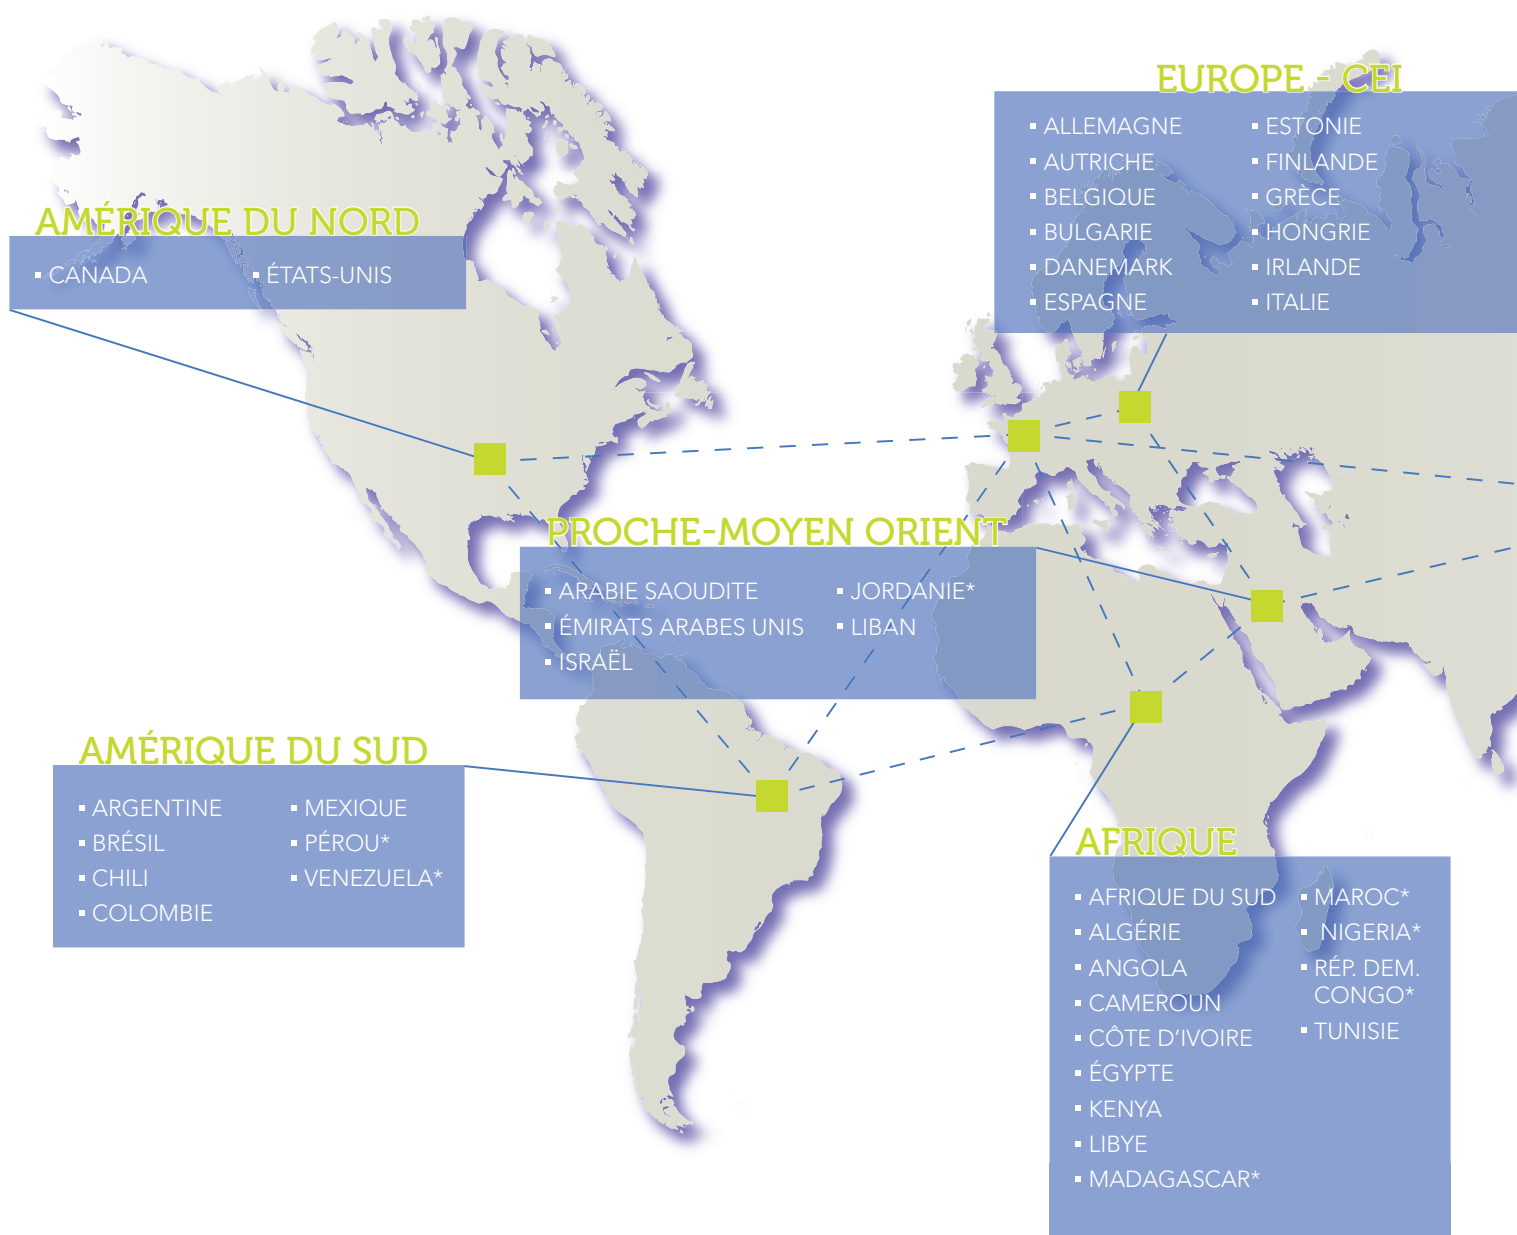 EUROPE - CEI
▪ ALLEMAGNE
▪ AUTRICHE
▪ BELGIQUE
▪ BULGARIE
▪ DANEMARK
▪ ESPAGNE
▪ ESTONIE
▪ FINLANDE
▪ GRÈCE
▪ HONGRIE
▪ IRLANDE
▪ ITALIE
AMÉRIQUE DU NORD
▪ CANADA
▪ ÉTATS-UNIS
PROCHE-MOYEN ORIENT
▪ ARABIE SAOUDITE
▪ ÉMIRATS ARABES UNIS
▪ ISRAËL
▪ JORDANIE*
▪ LIBAN
AMÉRIQUE DU SUD
▪ ARGENTINE
▪ BRÉSIL
▪ CHILI
▪ COLOMBIE
▪ MEXIQUE
▪ PÉROU*
▪ VENEZUELA*
AFRIQUE
▪ AFRIQUE DU SUD
▪ ALGÉRIE
▪ ANGOLA
▪ CAMEROUN
▪ CÔTE D'IVOIRE
▪ ÉGYPTE
▪ KENYA
▪ LIBYE
▪ MADAGASCAR*
▪ MAROC*
▪ NIGERIA*
▪ RÉP. DEM.
CONGO*
▪ TUNISIE